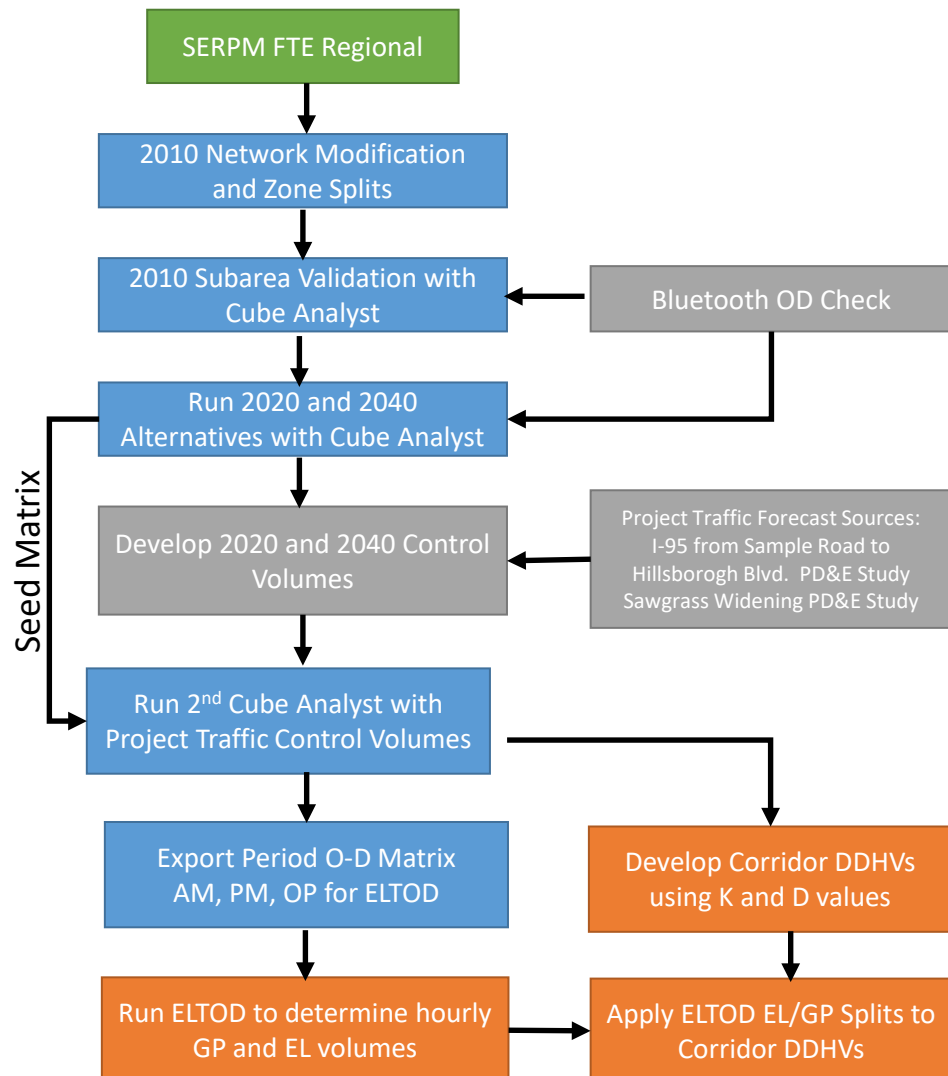 SERPM FTE Regional
2010 Network Modification
and Zone Splits
2010 Subarea Validation with
Cube Analyst
Bluetooth OD Check
Run 2020 and 2040
Alternatives with Cube Analyst
Seed Matrix
Develop 2020 and 2040 Control
Volumes
Project Traffic Forecast Sources:
I-95 from Sample Road to
Hillsborogh Blvd. PD&E Study
Sawgrass Widening PD&E Study
Run 2nd Cube Analyst with
Project Traffic Control Volumes
Export Period O-D Matrix
AM, PM, OP for ELTOD
Develop Corridor DDHVs
using K and D values
Run ELTOD to determine hourly
GP and EL volumes
Apply ELTOD EL/GP Splits to
Corridor DDHVs